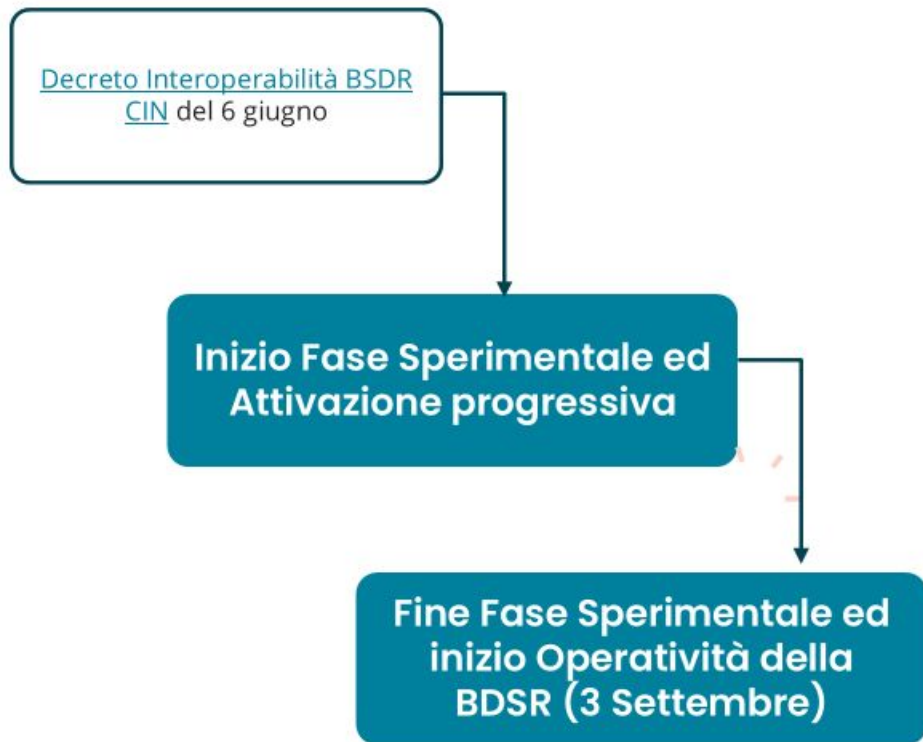 Decreto Interoperabilità BSDR
CIN del 6 giugno
Inizio Fase Sperimentale ed
Attivazione progressiva
Fine Fase Sperimentale ed
inizio Operatività della
BDSR (3 Settembre)